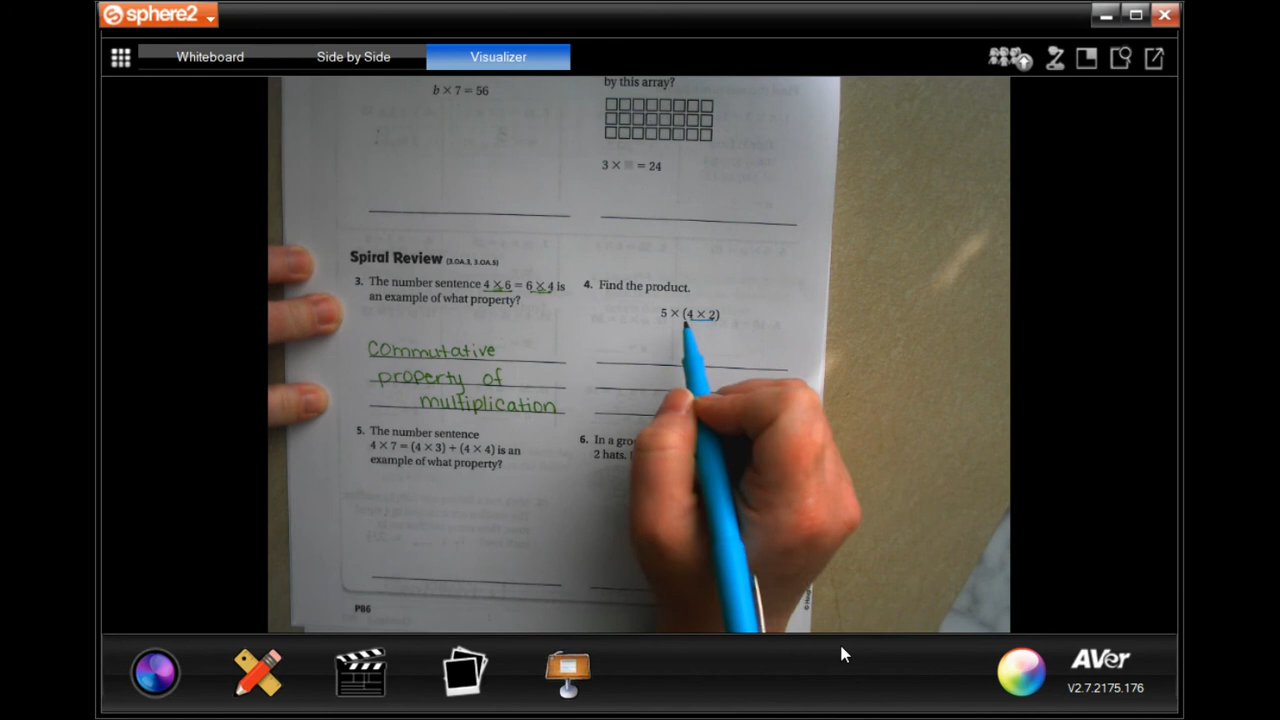 sphere2
Whiteboard
Side by Side
Visualizer
b × 7 = 56
by this array?
3 × = 24
Spiral Review (3.OA.3, 3.OA.5)
3. The number sentence 4 × 6 = 6 × 4 is
an example of what property?
commutative
property of
multiplication
4. Find the product.
5 × (4 × 2)
5. The number sentence
4 × 7 = (4 × 3) + (4 × 4) is an
example of what property?
6. In a
2 hats.
P86
AVer
V2.7.2175.176